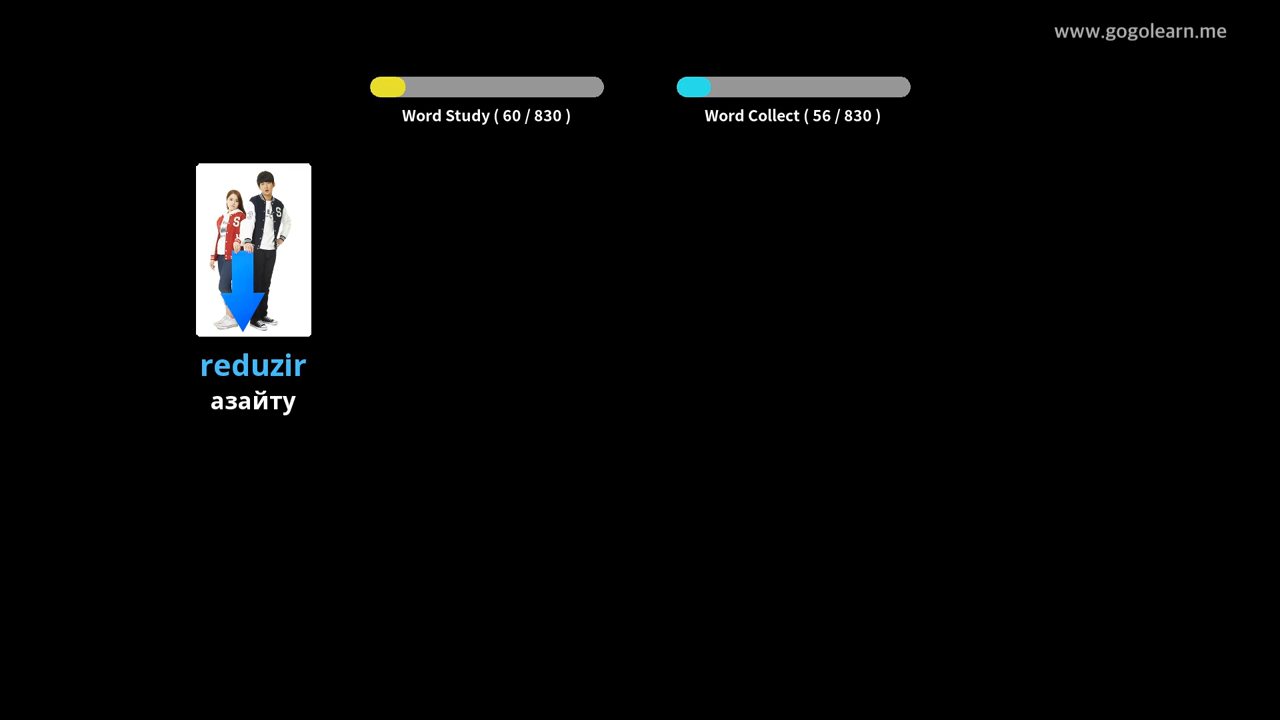 www.gogolearn.me
Word Study ( 60 / 830 )
Word Collect ( 56 / 830 )
S
S
reduzir
азайту